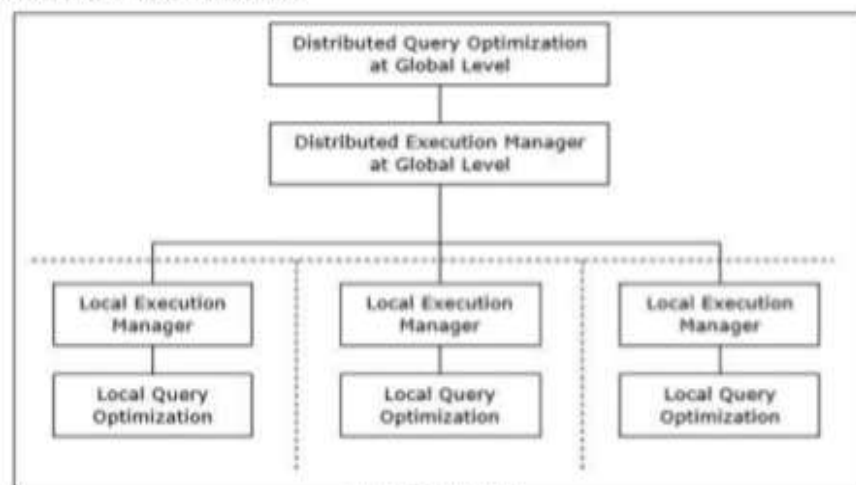 Distributed Query Optimization
at Global Level
Distributed Execution Manager
at Global Level
Local Execution
Manager
Local Execution
Manager
Local Execution
Manager
Local Query
Optimization
Local Query
Optimization
Local Query
Optimization